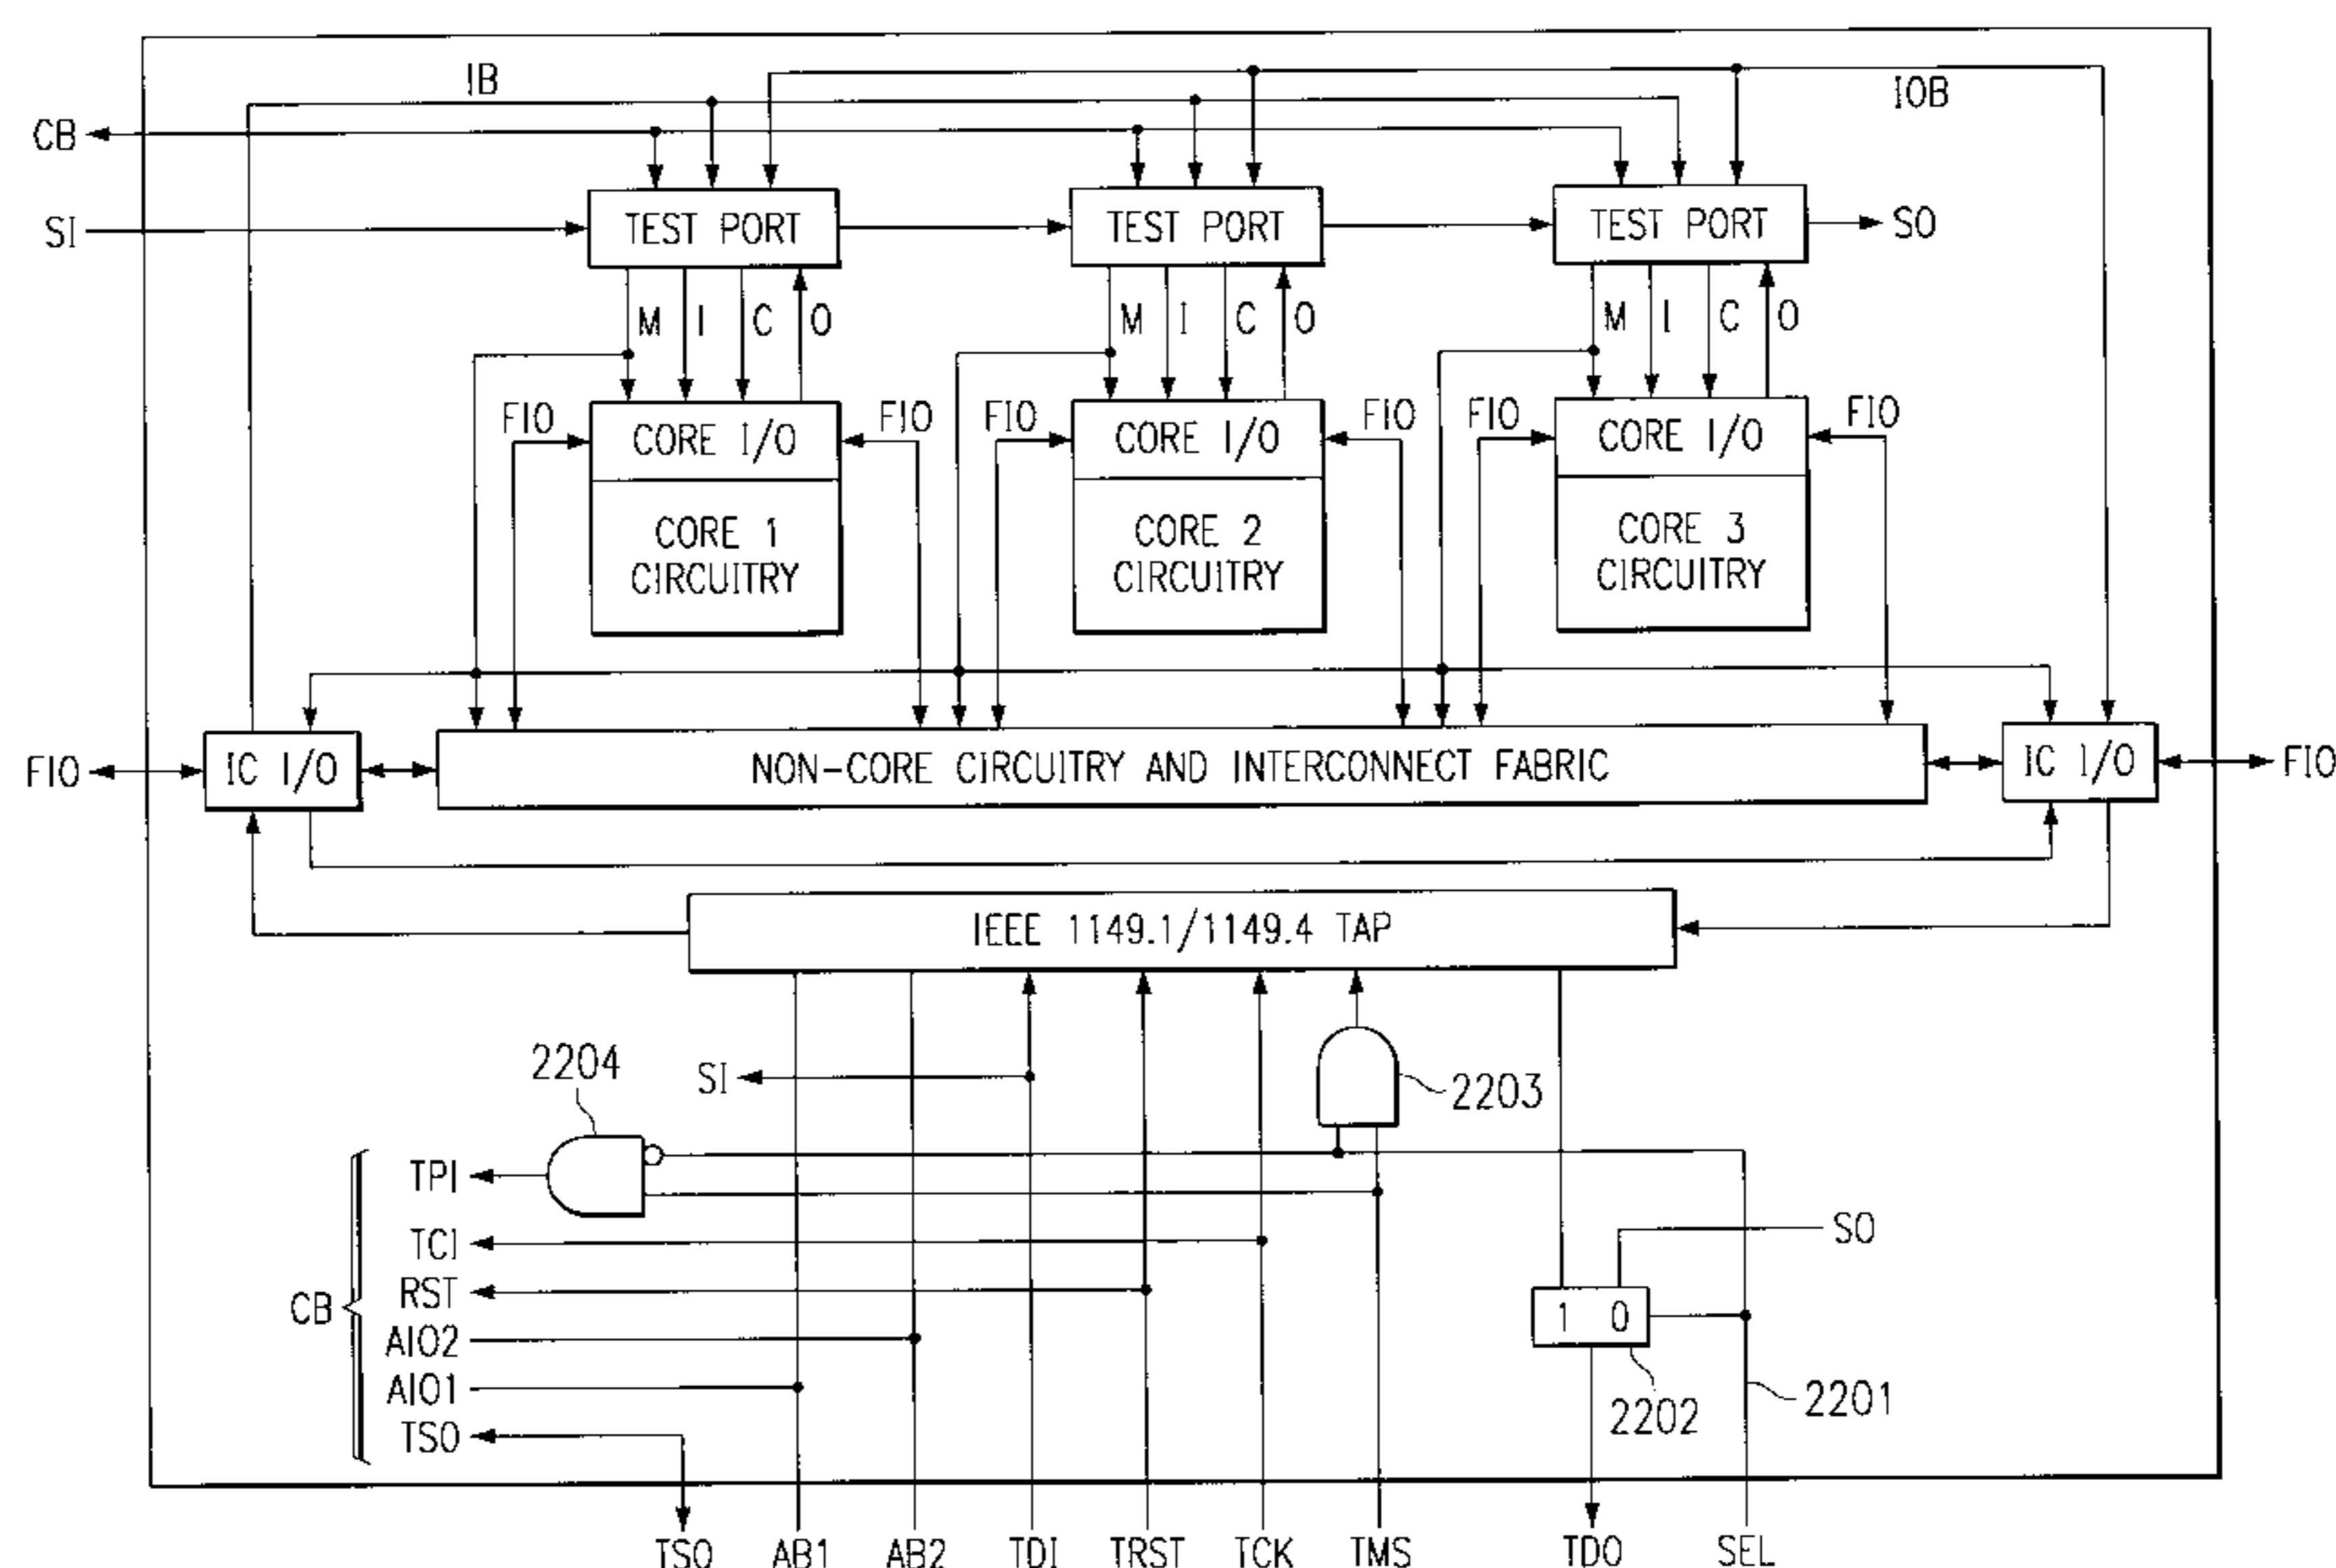 IB
IOB
CB
SI
TEST PORT
TEST PORT
TEST PORT
SO
M I C O
M I C O
M I C O
FIO
FIO
FIO
FIO
FIO
FIO
CORE I/O
CORE I/O
CORE I/O
CORE 1
CIRCUITRY
CORE 2
CIRCUITRY
CORE 3
CIRCUITRY
FIO
IC I/O
NON-CORE CIRCUITRY AND INTERCONNECT FABRIC
IC I/O
FIO
IEEE 1149.1/1149.4 TAP
2204
SI
2203
TPI
TCI
SO
RST
CB
1 0
AIO2
AIO1
2201
2202
TSO
TSO
AB1
AB2
TDI
TRST
TCK
TMS
TDO
SEL